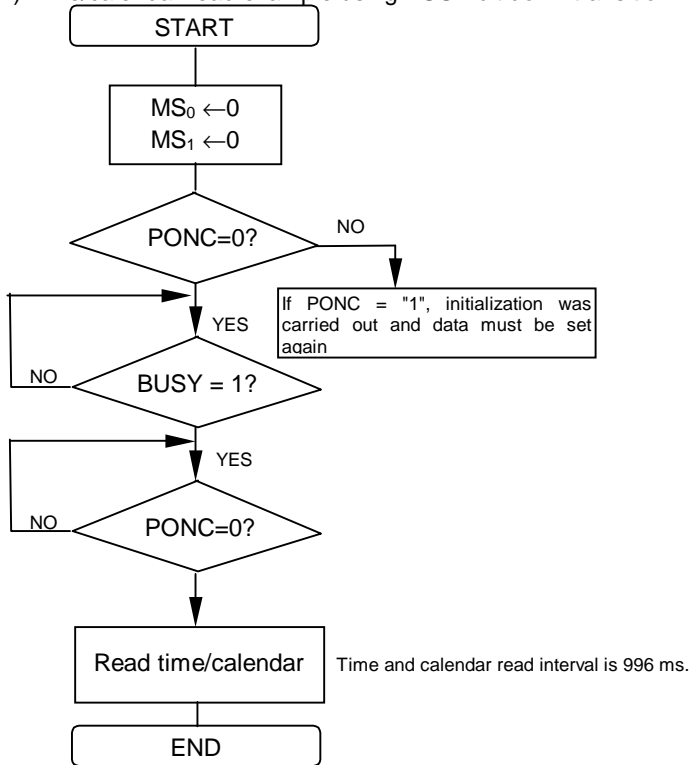 START
MS₀ ←0
MS₁ ←0
PONC=0?
NO
If PONC = "1", initialization was
carried out and data must be set
again
YES
NO
BUSY = 1?
YES
NO
PONC=0?
Read time/calendar
Time and calendar read interval is 996 ms.
END